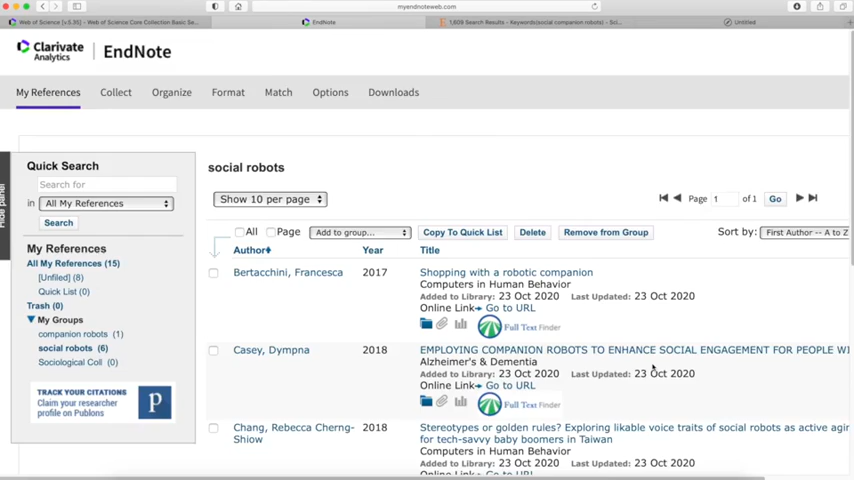 myendnoteweb.com
Web of Science [v.5.35] - Web of Science Core Collection Basic Se...
EndNote
1,609 Search Results - Keywords(social companion robots) - Sci...
Untitled
Clarivate
Analytics
EndNote
My References
Collect
Organize
Format
Match
Options
Downloads
Hide panel
Quick Search
Search for
in All My References
Search
My References
All My References (15)
[Unfiled] (8)
Quick List (0)
Trash (0)
My Groups
companion robots (1)
social robots (6)
Sociological Coll (0)
TRACK YOUR CITATIONS
Claim your researcher
profile on Publons
social robots
Show 10 per page
Page 1 of 1 Go
All Page Add to group... Copy To Quick List Delete Remove from Group Sort by: First Author -- A to Z
Author Year Title
Bertacchini, Francesca 2017 Shopping with a robotic companion
Computers in Human Behavior
Added to Library: 23 Oct 2020 Last Updated: 23 Oct 2020
Online Link Go to URL
Full Text Finder
Casey, Dympna 2018 EMPLOYING COMPANION ROBOTS TO ENHANCE SOCIAL ENGAGEMENT FOR PEOPLE WI
Alzheimer's & Dementia
Added to Library: 23 Oct 2020 Last Updated: 23 Oct 2020
Online Link Go to URL
Full Text Finder
Chang, Rebecca Cherng-Shiow 2018 Stereotypes or golden rules? Exploring likable voice traits of social robots as active agin
for tech-savvy baby boomers in Taiwan
Computers in Human Behavior
Added to Library: 23 Oct 2020 Last Updated: 23 Oct 2020
Online Link Go to URL